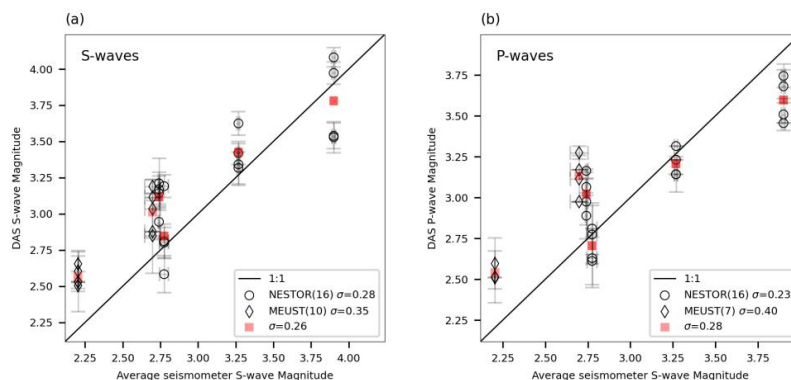 (a)
S-waves
DAS S-wave Magnitude
4.00
3.75
3.50
3.25
3.00
2.75
2.50
2.25
2.25 2.50 2.75 3.00 3.25 3.50 3.75 4.00
Average seismometer S-wave Magnitude
1:1
NESTOR(16) σ=0.28
MEUST(10) σ=0.35
σ=0.26
(b)
P-waves
DAS P-wave Magnitude
3.75
3.50
3.25
3.00
2.75
2.50
2.25
2.25 2.50 2.75 3.00 3.25 3.50 3.75
Average seismometer S-wave Magnitude
1:1
NESTOR(16) σ=0.23
MEUST(7) σ=0.40
σ=0.28